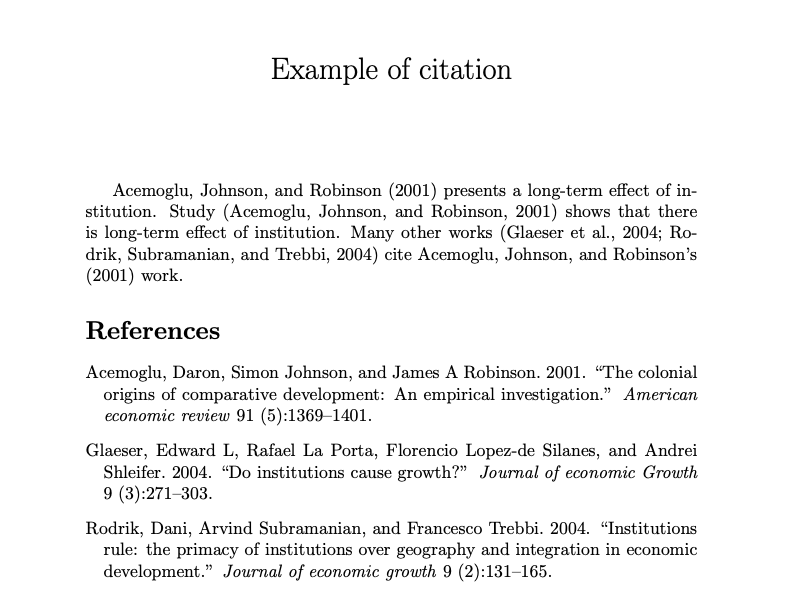 Example of citation
Acemoglu, Johnson, and Robinson (2001) presents a long-term effect of in-
stitution. Study (Acemoglu, Johnson, and Robinson, 2001) shows that there
is long-term effect of institution. Many other works (Glaeser et al., 2004; Ro-
drik, Subramanian, and Trebbi, 2004) cite Acemoglu, Johnson, and Robinson's
(2001) work.
References
Acemoglu, Daron, Simon Johnson, and James A Robinson. 2001. “The colonial
origins of comparative development: An empirical investigation.” American
economic review 91 (5):1369–1401.
Glaeser, Edward L, Rafael La Porta, Florencio Lopez-de Silanes, and Andrei
Shleifer. 2004. “Do institutions cause growth?” Journal of economic Growth
9 (3):271–303.
Rodrik, Dani, Arvind Subramanian, and Francesco Trebbi. 2004. “Institutions
rule: the primacy of institutions over geography and integration in economic
development.” Journal of economic growth 9 (2):131–165.